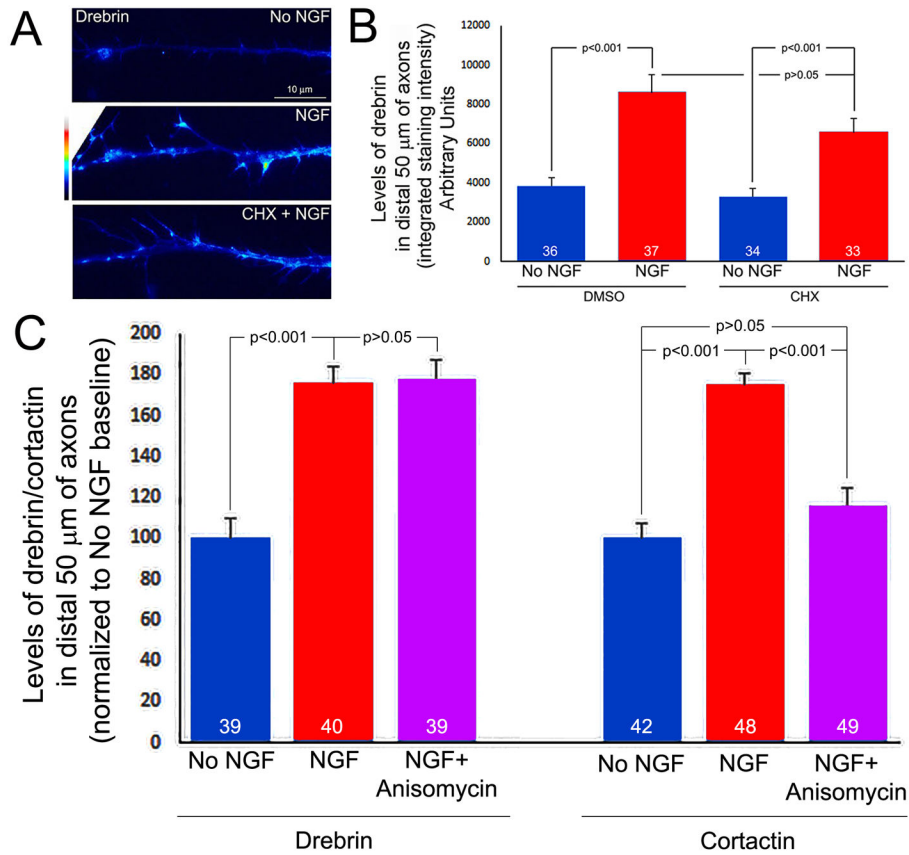 A
Drebrin
No NGF
10 μm
NGF
CHX + NGF
B
Levels of drebrin
in distal 50 μm of axons
(integrated staining intensity)
Arbitrary Units
12000
10000
8000
6000
4000
2000
0
p<0.001
p<0.001
p>0.05
36
37
34
33
No NGF
NGF
No NGF
NGF
DMSO
CHX
C
Levels of drebrin/cortactin
in distal 50 μm of axons
(normalized to No NGF baseline)
200
180
160
140
120
100
80
60
40
20
0
p<0.001
p>0.05
p>0.05
p<0.001
p<0.001
39
40
39
42
48
49
No NGF
NGF
NGF+
Anisomycin
No NGF
NGF
NGF+
Anisomycin
Drebrin
Cortactin